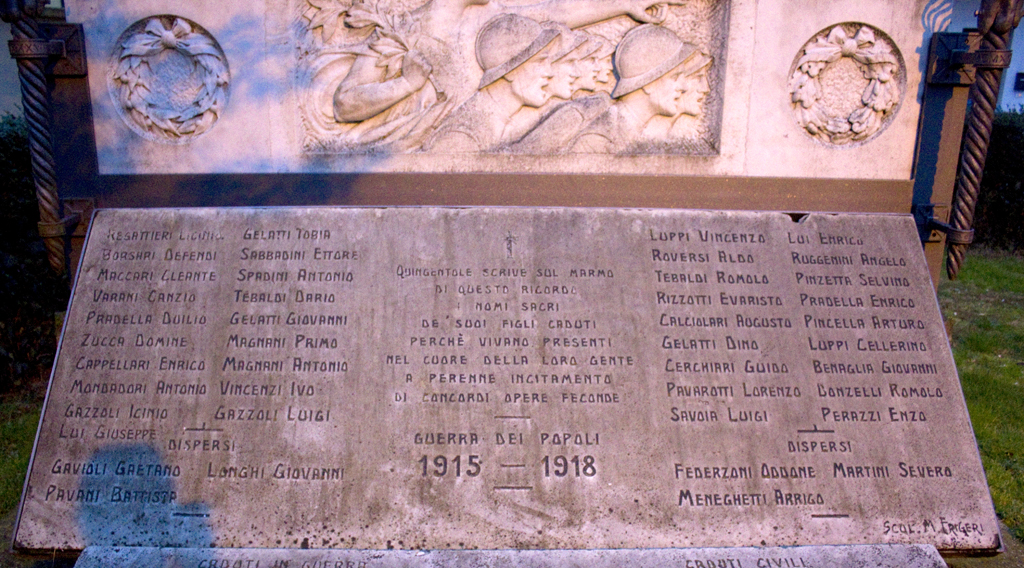 Resattieri Licinio Gelatti Tobia
Borsari Defendi Sabbadini Ettore
Maccari Cleante Spadini Antonio
Varani Canzio Tebaldi Dario
Pradella Duilio Gelatti Giovanni
Zucca Domine Magnani Primo
Cappellari Enrico Magnani Antonio
Mondadori Antonio Vincenzi Ivo
Gazzoli Icinio Gazzoli Luigi
Lui Giuseppe
DISPERSI
Gavioli Gaetano Longhi Giovanni
Pavani Battista
QUINGENTOLE SCRIVE SUL MARMO
DI QUESTO RICORDO
I NOMI SACRI
DE' SUOI FIGLI CADUTI
PERCHÈ VIVANO PRESENTI
NEL CUORE DELLA LORO GENTE
A PERENNE INCITAMENTO
DI CONCORDI OPERE FECONDE
GUERRA DEI POPOLI
1915 — 1918
Luppi Vincenzo Lui Enrico
Roversi Aldo Ruggenini Angelo
Tebaldi Romolo Pinzetta Selvino
Rizzotti Evaristo Pradella Enrico
Calciolari Augusto Pincella Arturo
Gelatti Dino Luppi Cellerino
Cerchiari Guido Benaglia Giovanni
Pavarotti Lorenzo Donzelli Romolo
Savoia Luigi Perazzi Enzo
DISPERSI
Federzoni Oddone Martini Severo
Meneghetti Arrigo
Scol. M. Frigeri
CADUTI IN GUERRA CADUTI CIVILI